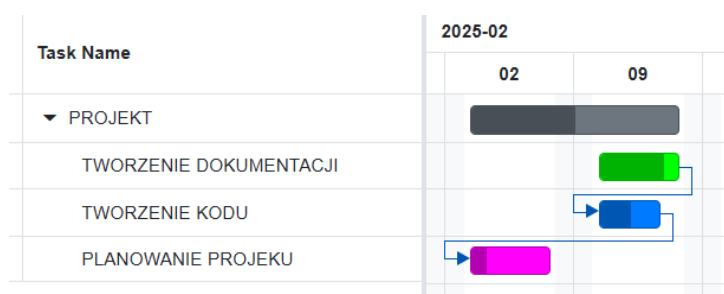 Task Name
2025-02
02
09
PROJEKT
TWORZENIE DOKUMENTACJI
TWORZENIE KODU
PLANOWANIE PROJEKU